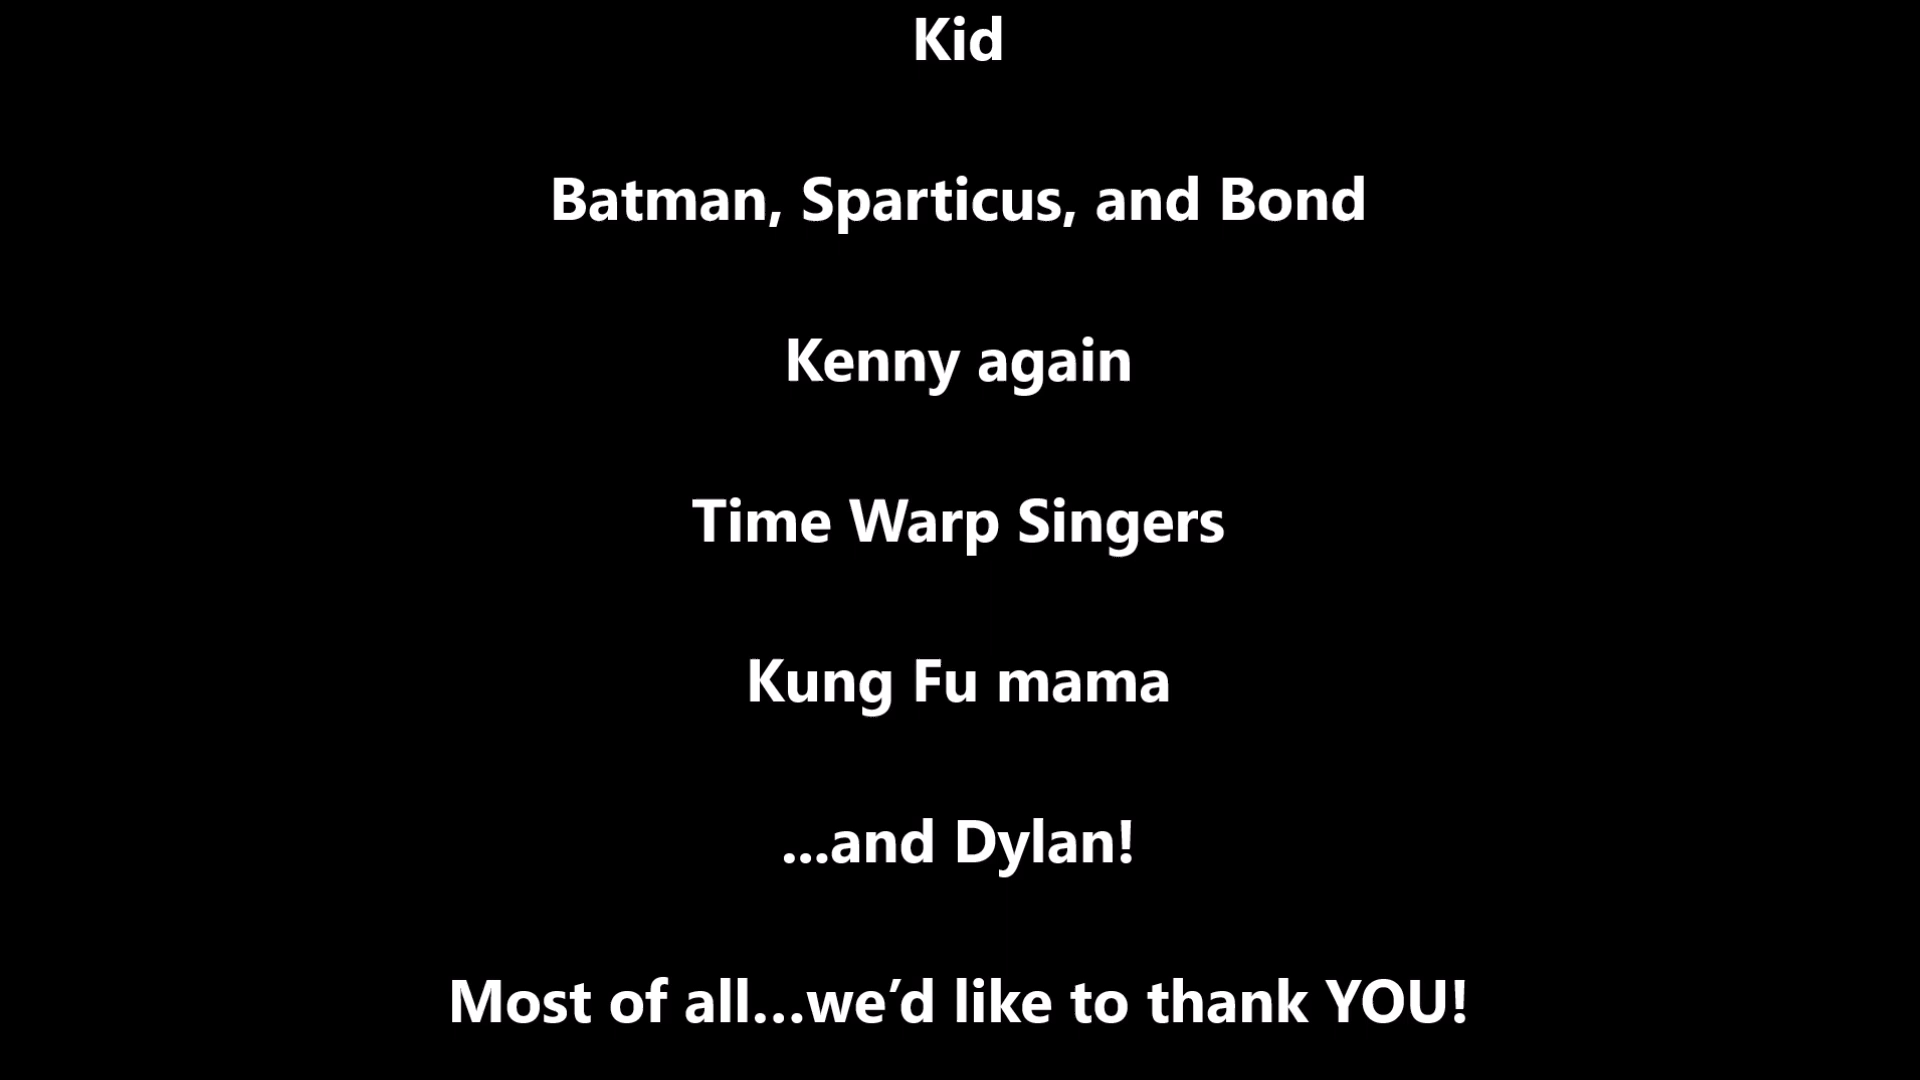 Kid
Batman, Sparticus, and Bond
Kenny again
Time Warp Singers
Kung Fu mama
...and Dylan!
Most of all...we’d like to thank YOU!